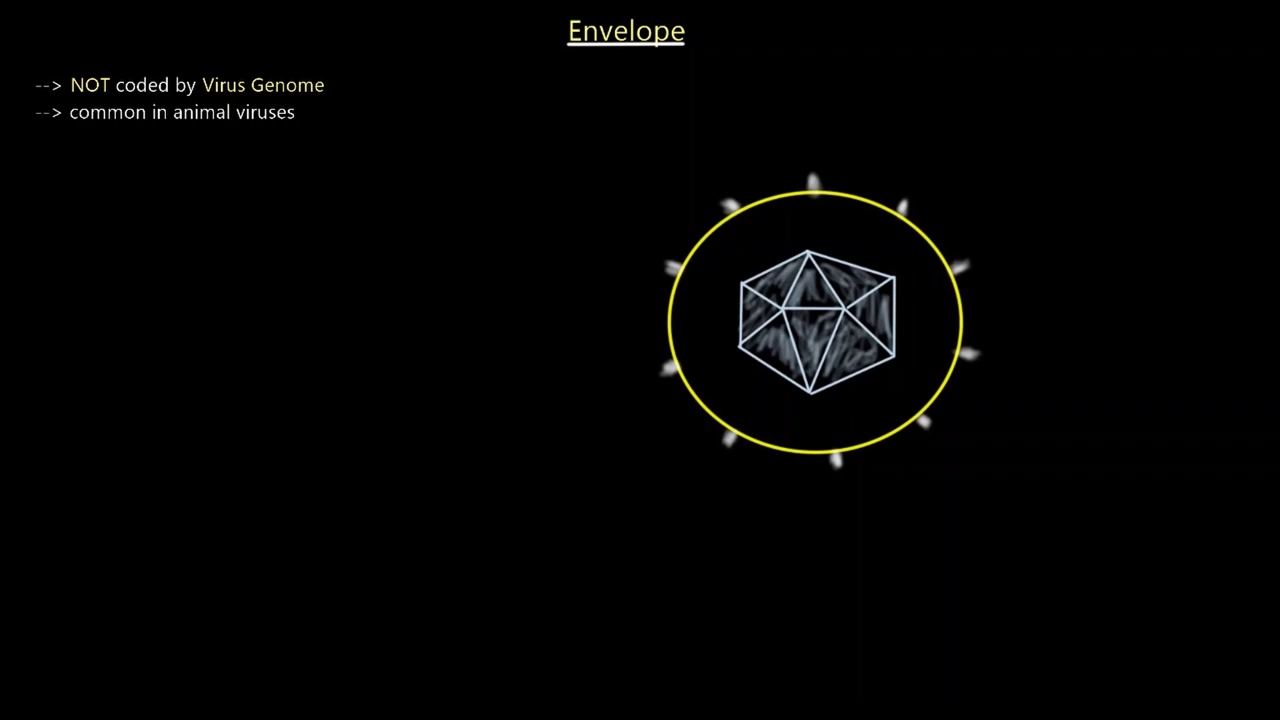 Envelope
--> NOT coded by Virus Genome
--> common in animal viruses